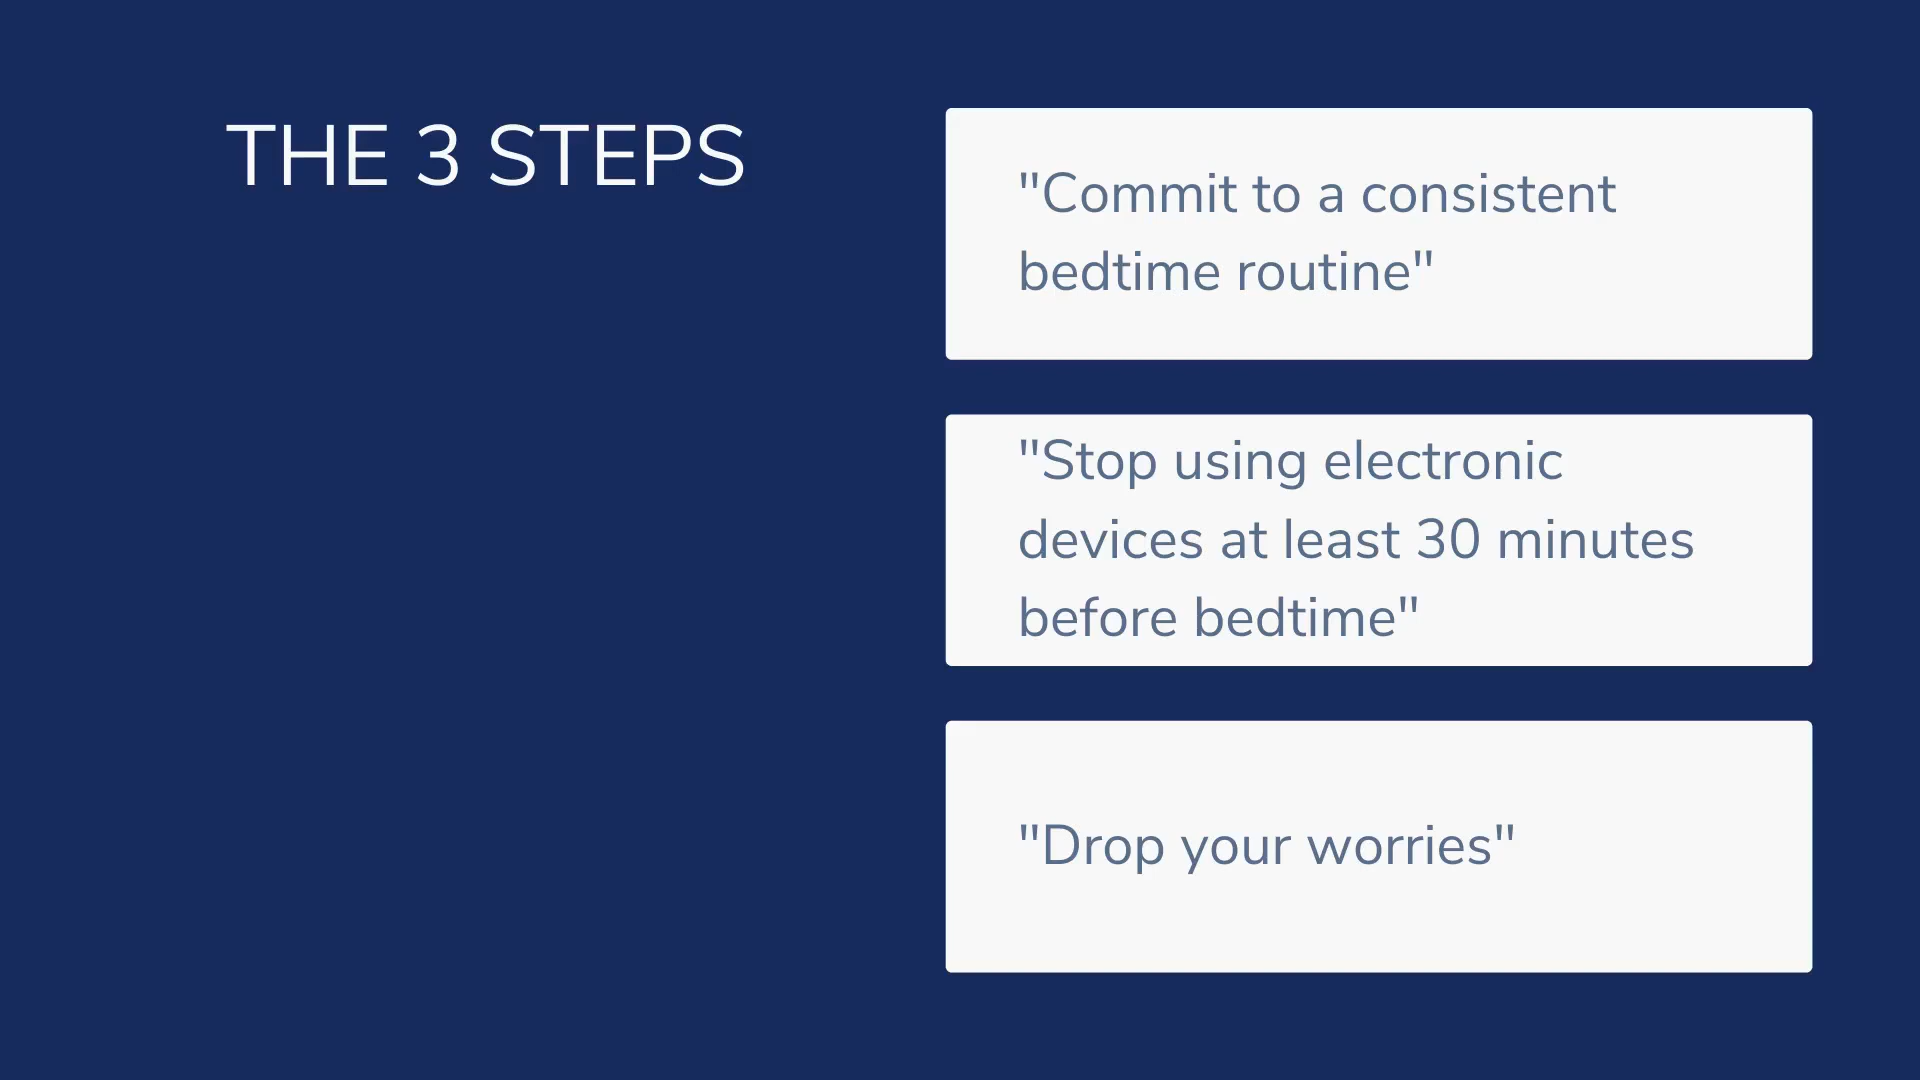 THE 3 STEPS
"Commit to a consistent
bedtime routine"
"Stop using electronic
devices at least 30 minutes
before bedtime"
"Drop your worries"